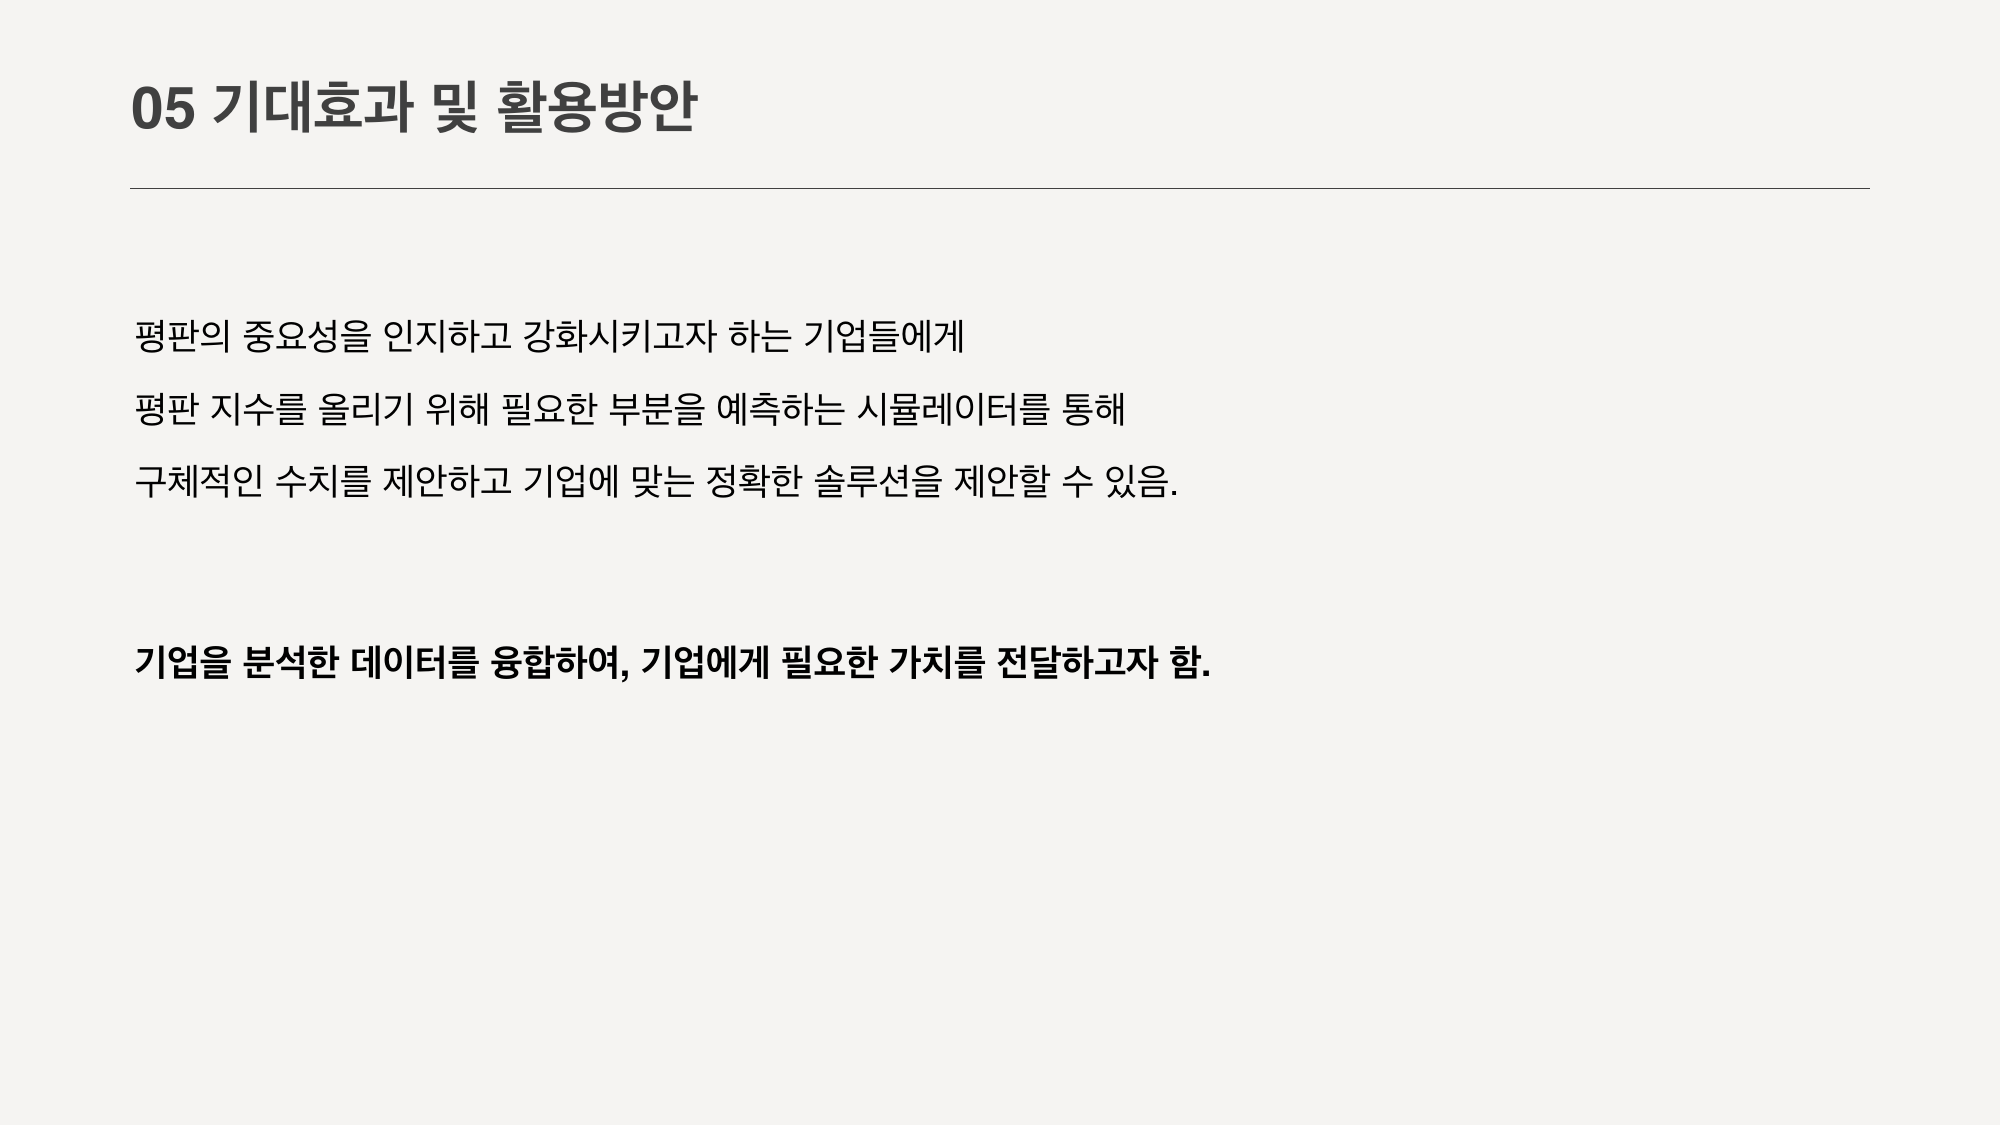 05 기대효과 및 활용방안
평판의 중요성을 인지하고 강화시키고자 하는 기업들에게
평판 지수를 올리기 위해 필요한 부분을 예측하는 시뮬레이터를 통해
구체적인 수치를 제안하고 기업에 맞는 정확한 솔루션을 제안할 수 있음.
기업을 분석한 데이터를 융합하여, 기업에게 필요한 가치를 전달하고자 함.